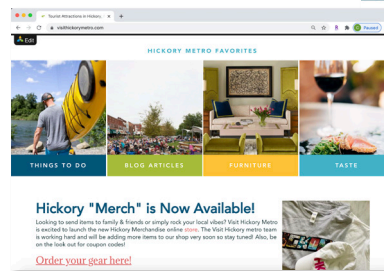 Tourist Attractions in Hickory,
visithickorymetro.com
Paused
Edit
HICKORY METRO FAVORITES
THINGS TO DO
BLOG ARTICLES
FURNITURE
TASTE
Hickory "Merch" is Now Available!
Looking to send items to family & friends or simply rock your local vibes? Visit Hickory Metro
is excited to launch the new Hickory Merchandise online store. The Visit Hickory metro team
is working hard and will be adding more items to our shop very soon so stay tuned! Also, be
on the look out for coupon codes!
Order your gear here!